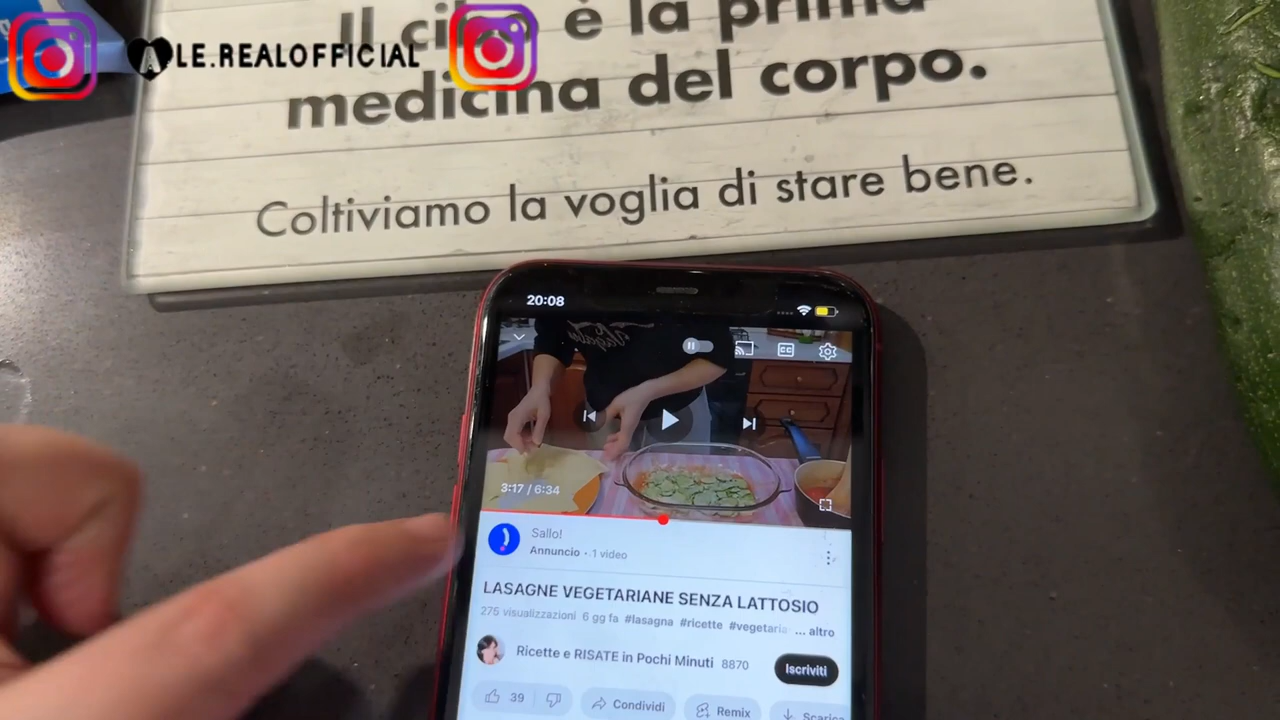 Il cibo è la prima
medicina del corpo.
Coltiviamo la voglia di stare bene.
ALE.REALOFFICIAL
20:08
3:17 / 6:34
Sallo!
Annuncio · 1 video
LASAGNE VEGETARIANE SENZA LATTOSIO
275 visualizzazioni 6 gg fa #lasagna #ricette #vegetaria ... altro
Ricette e RISATE in Pochi Minuti 8870
Iscriviti
39
Condividi
Remix
Scarica